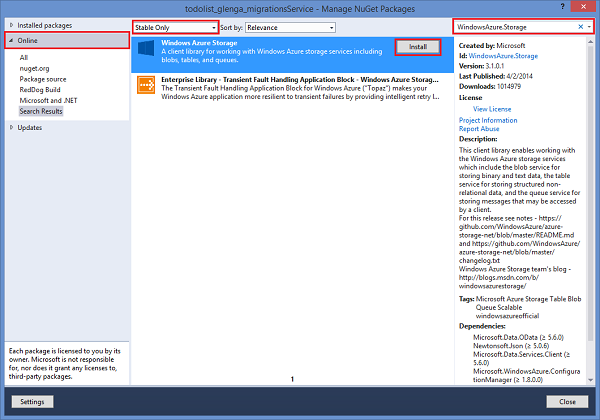 todolist_glenga_migrationsService - Manage NuGet Packages
? ×
Installed packages
Online
All
nuget.org
Package source
RedDog Build
Microsoft and .NET
Search Results
Updates
Each package is licensed to you by its
owner. Microsoft is not responsible
for, nor does it grant any licenses to,
third-party packages.
Stable Only
Sort by: Relevance
Windows Azure Storage
A client library for working with Windows Azure storage services including
blobs, tables, and queues.
Install
Enterprise Library - Transient Fault Handling Application Block - Windows Azure Storag...
The Transient Fault Handling Application Block for Windows Azure ("Topaz") makes your
Windows Azure application more resilient to transient failures by providing intelligent retry l...
1
WindowsAzure.Storage
Created by: Microsoft
Id: WindowsAzure.Storage
Version: 3.1.0.1
Last Published: 4/2/2014
Downloads: 1014979
License
View License
Project Information
Report Abuse
Description:
This client library enables working with
the Windows Azure storage services
which include the blob service for
storing binary and text data, the table
service for storing structured non-
relational data, and the queue service for
storing messages that may be accessed
by a client.
For this release see notes - https://
github.com/WindowsAzure/azure-
storage-net/blob/master/README.md
and https://github.com/WindowsAzure/
azure-storage-net/blob/master/
changelog.txt
Windows Azure Storage team's blog -
http://blogs.msdn.com/b/
windowsazurestorage/
Tags: Microsoft Azure Storage Table Blob
Queue Scalable
windowsazureofficial
Dependencies:
Microsoft.Data.OData (≥ 5.6.0)
Newtonsoft.Json (≥ 5.0.6)
Microsoft.Data.Services.Client (≥
5.6.0)
Microsoft.WindowsAzure.Configura
tionManager (≥ 1.8.0.0)
Settings
Close